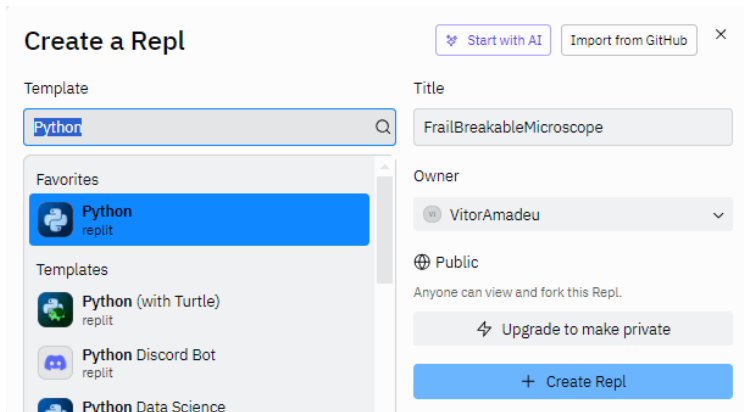 Create a Repl
Start with AI
Import from GitHub
Template
Python
Favorites
Python
replit
Templates
Python (with Turtle)
replit
Python Discord Bot
replit
Python Data Science
Title
FrailBreakableMicroscope
Owner
VI VitorAmadeu
Public
Anyone can view and fork this Repl.
Upgrade to make private
+ Create Repl